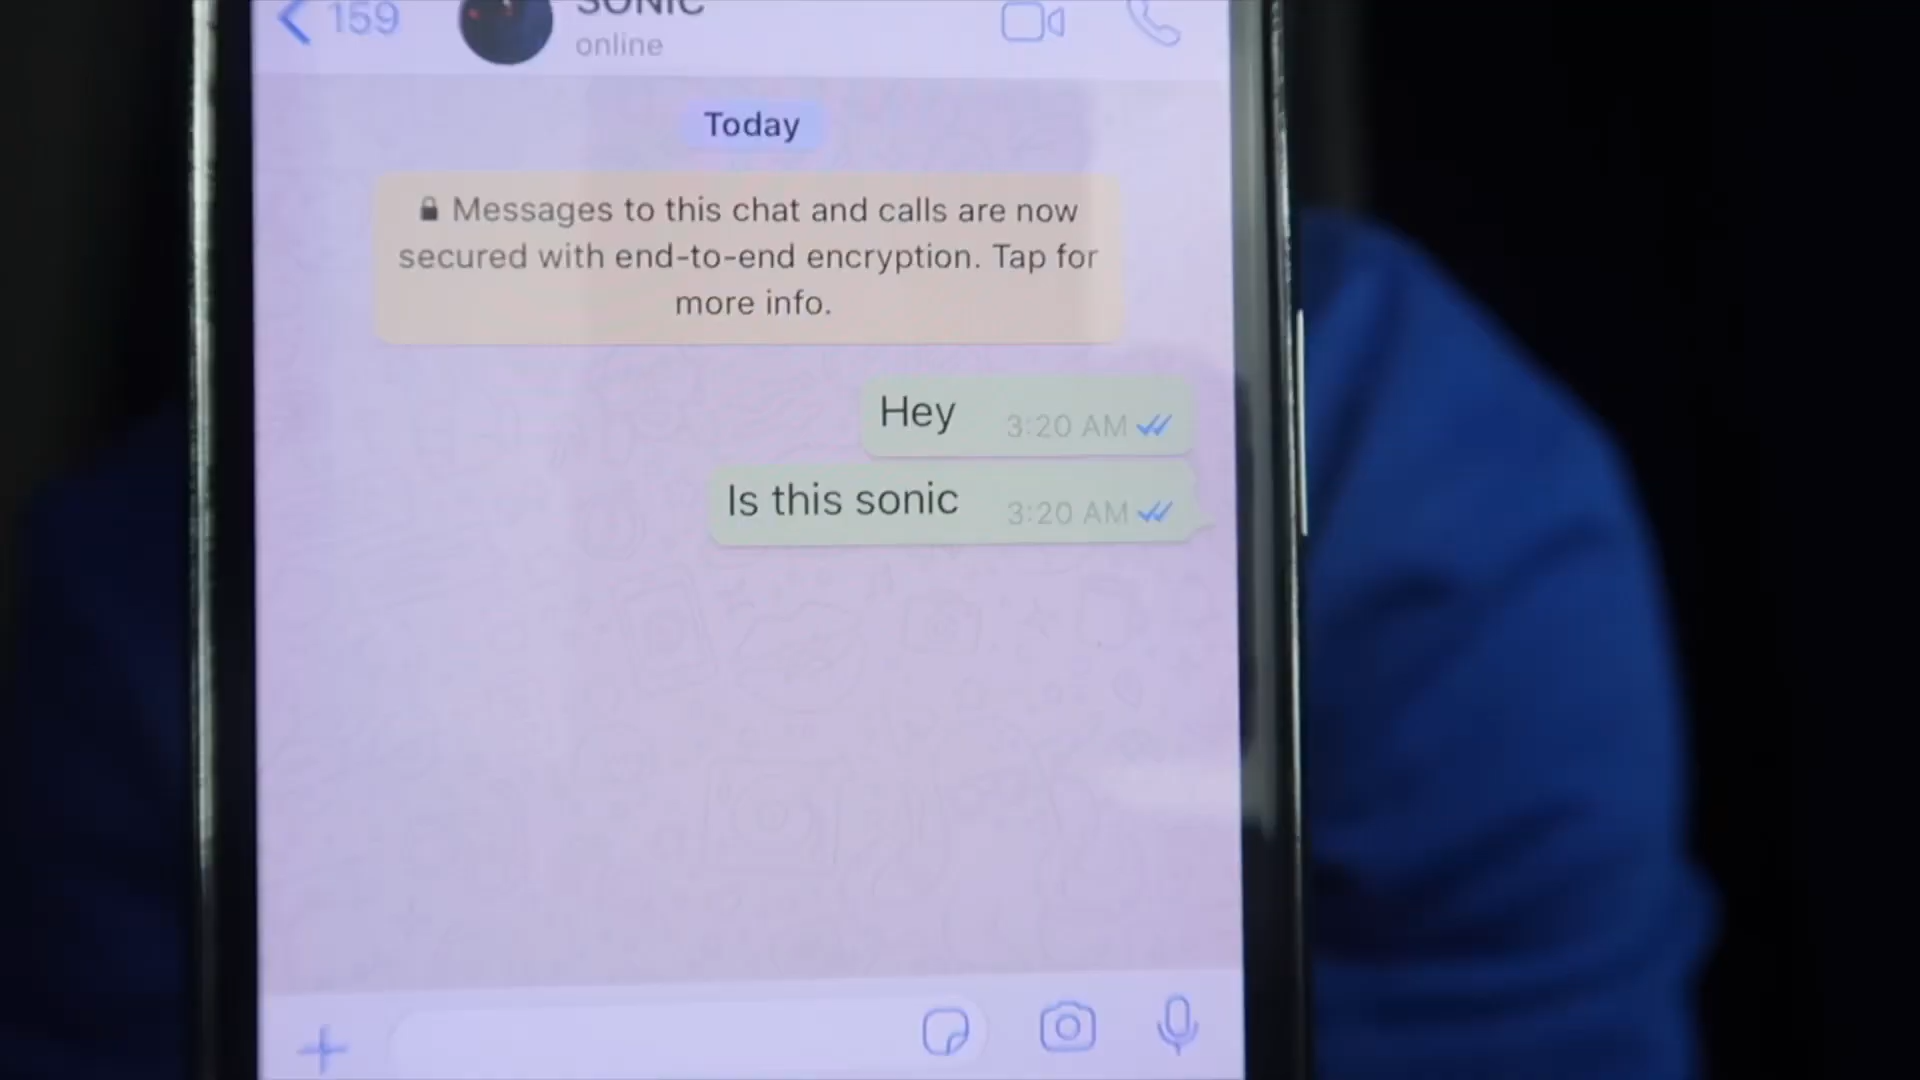 159
SONIC
online
Today
Messages to this chat and calls are now
secured with end-to-end encryption. Tap for
more info.
Hey 3:20 AM
Is this sonic 3:20 AM